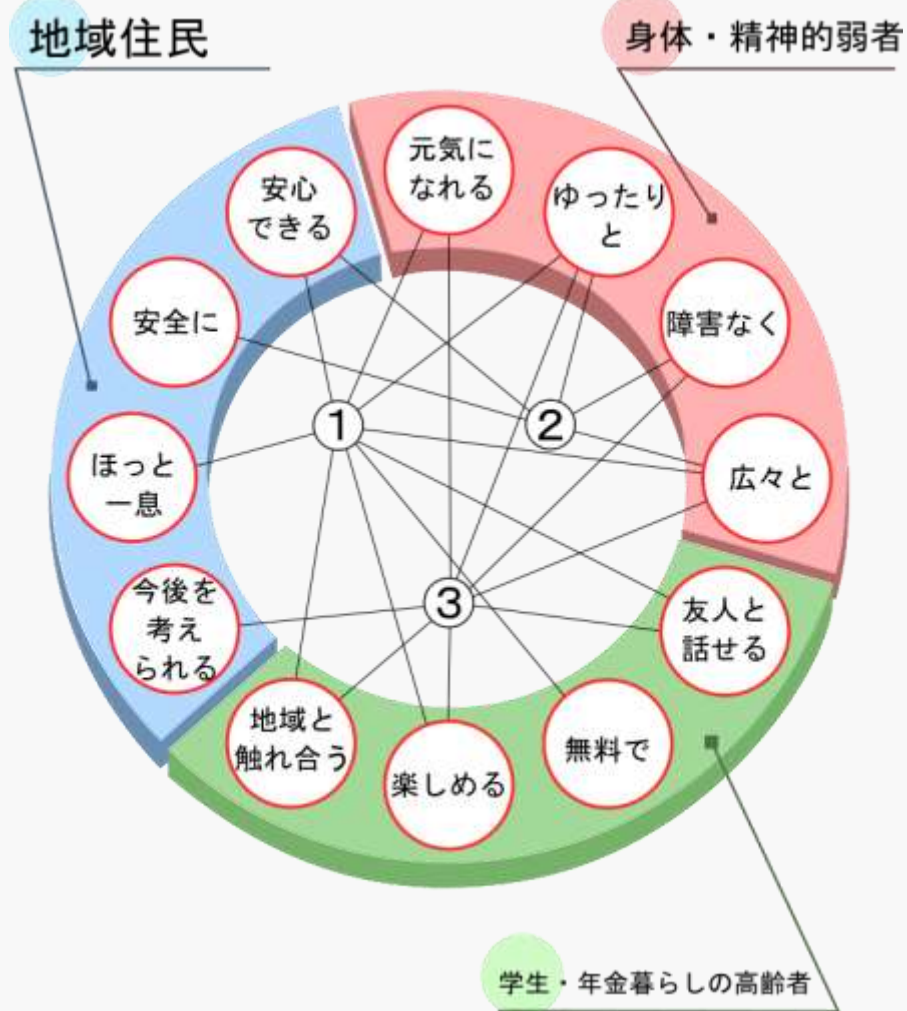 地域住民
身体・精神的弱者
元気に
なれる
安心
できる
ゆったり
と
安全に
障害なく
1
2
ほっと
一息
広々と
今後を
考え
られる
3
友人と
話せる
地域と
触れ合う
楽しめる
無料で
学生・年金暮らしの高齢者